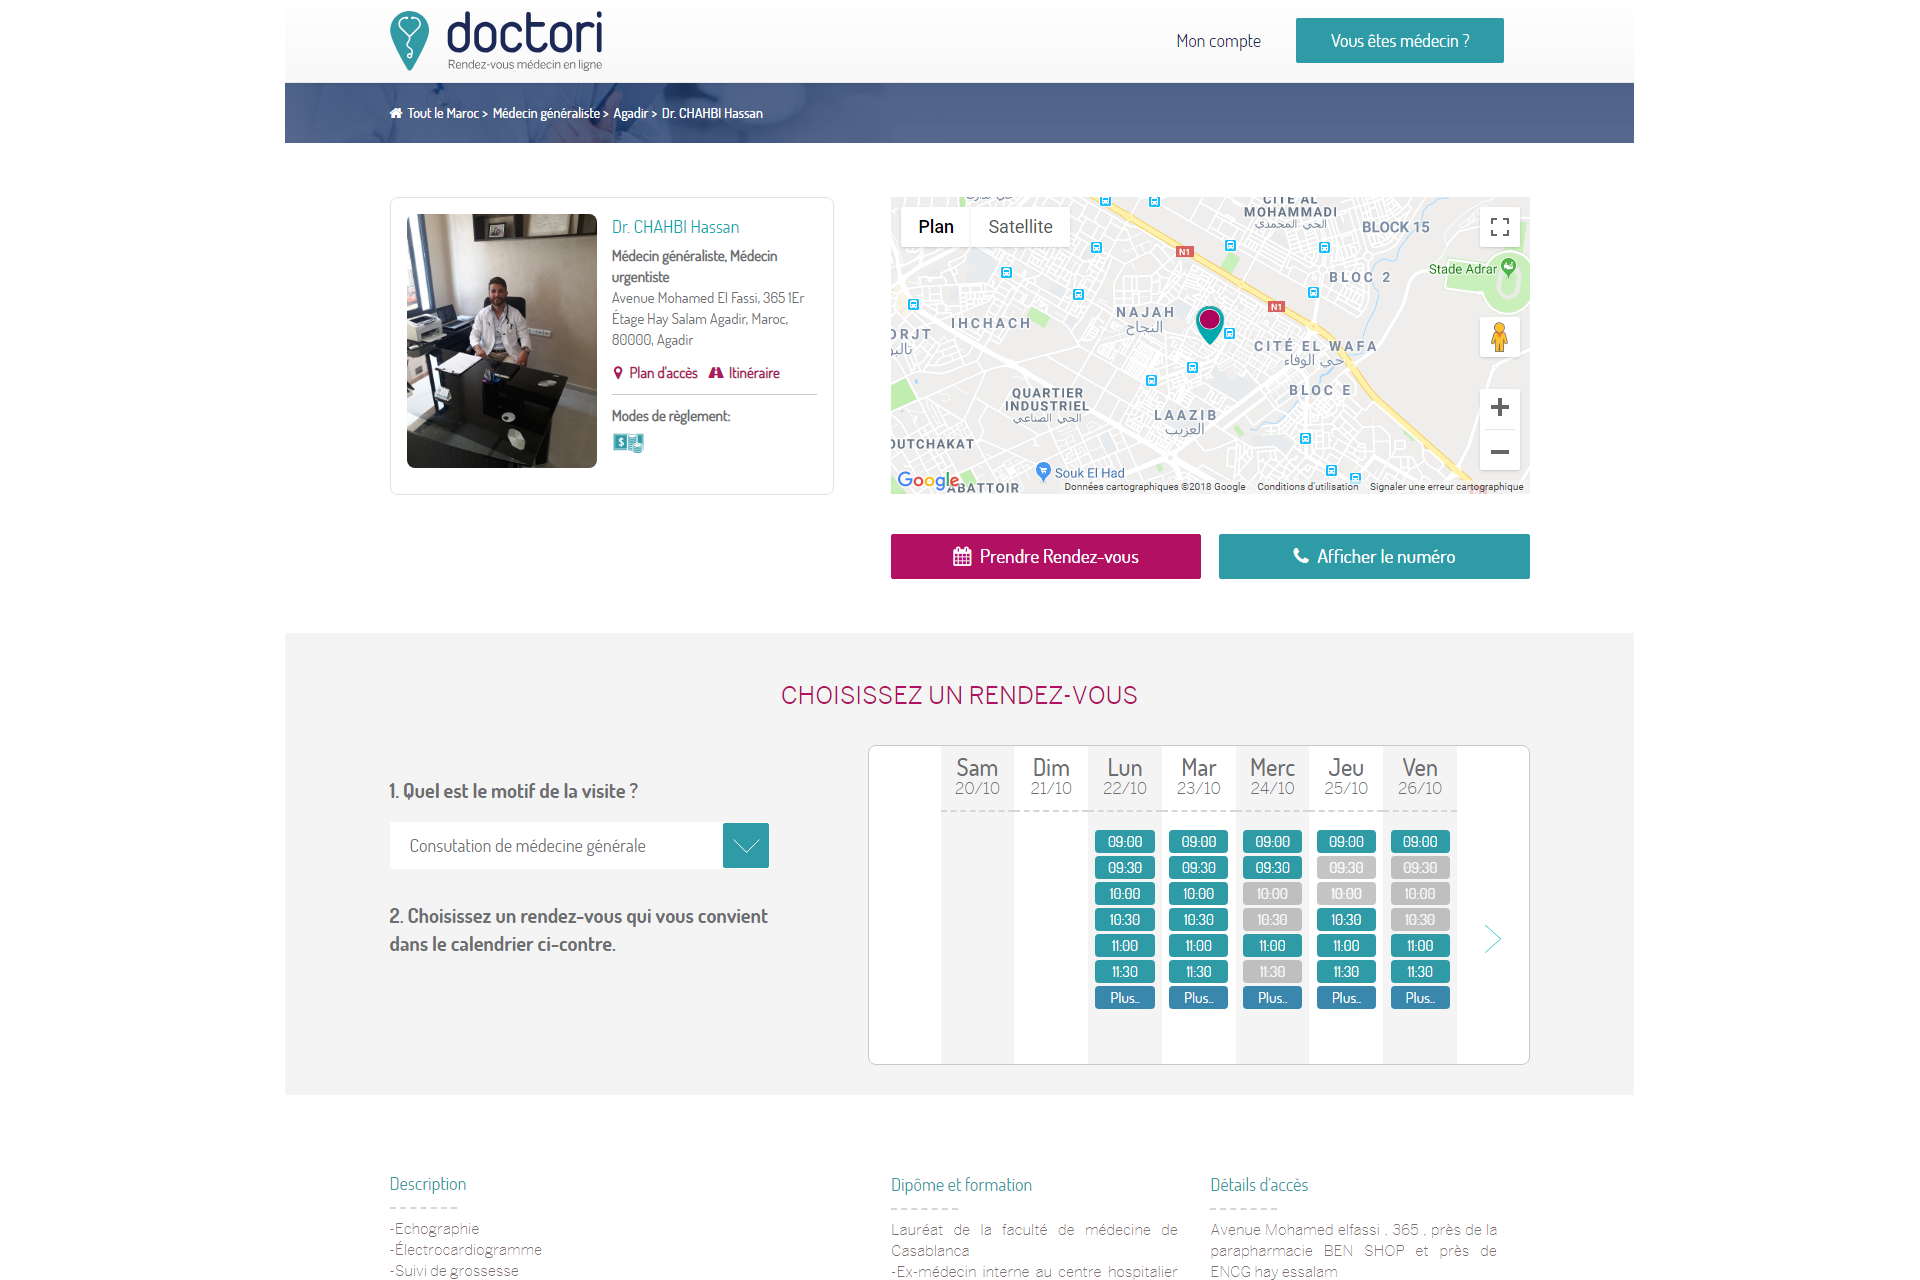 doctori
Rendez-vous médecin en ligne
Mon compte
Vous êtes médecin ?
Tout le Maroc > Médecin généraliste > Agadir > Dr. CHAHBI Hassan
Dr. CHAHBI Hassan
Médecin généraliste, Médecin
urgentiste
Avenue Mohamed El Fassi, 365 1Er
Étage Hay Salam Agadir, Maroc,
80000, Agadir
Plan d'accès Itinéraire
Modes de règlement:
Plan
Satellite
CITÉ AL
MOHAMMADI
الحي المحمدي
BLOCK 15
N1
BLOC 2
Stade Adrar
IHCHACH
NAJAH
النجاح
N1
CITÉ EL WAFA
حي الوفاء
BLOC E
QUARTIER
INDUSTRIEL
الحي الصناعي
LAAZIB
العزيب
OUTCHAKAT
Souk El Had
ABATTOIR
Google
Données cartographiques ©2018 Google
Conditions d'utilisation
Signaler une erreur cartographique
Prendre Rendez-vous
Afficher le numéro
CHOISISSEZ UN RENDEZ-VOUS
1. Quel est le motif de la visite ?
Consutation de médecine générale
2. Choisissez un rendez-vous qui vous convient
dans le calendrier ci-contre.
Sam Dim Lun Mar Merc Jeu Ven
20/10 21/10 22/10 23/10 24/10 25/10 26/10
09:00 09:00 09:00 09:00 09:00
09:30 09:30 09:30 09:30 09:30
10:00 10:00 10:00 10:00 10:00
10:30 10:30 10:30 10:30 10:30
11:00 11:00 11:00 11:00 11:00
11:30 11:30 11:30 11:30 11:30
Plus.. Plus.. Plus.. Plus.. Plus..
Description
-Echographie
-Électrocardiogramme
-Suivi de grossesse
Dipôme et formation
Lauréat de la faculté de médecine de
Casablanca
-Ex-médecin interne au centre hospitalier
Détails d'accès
Avenue Mohamed elfassi , 365 , près de la
parapharmacie BEN SHOP et près de
ENCG hay essalam